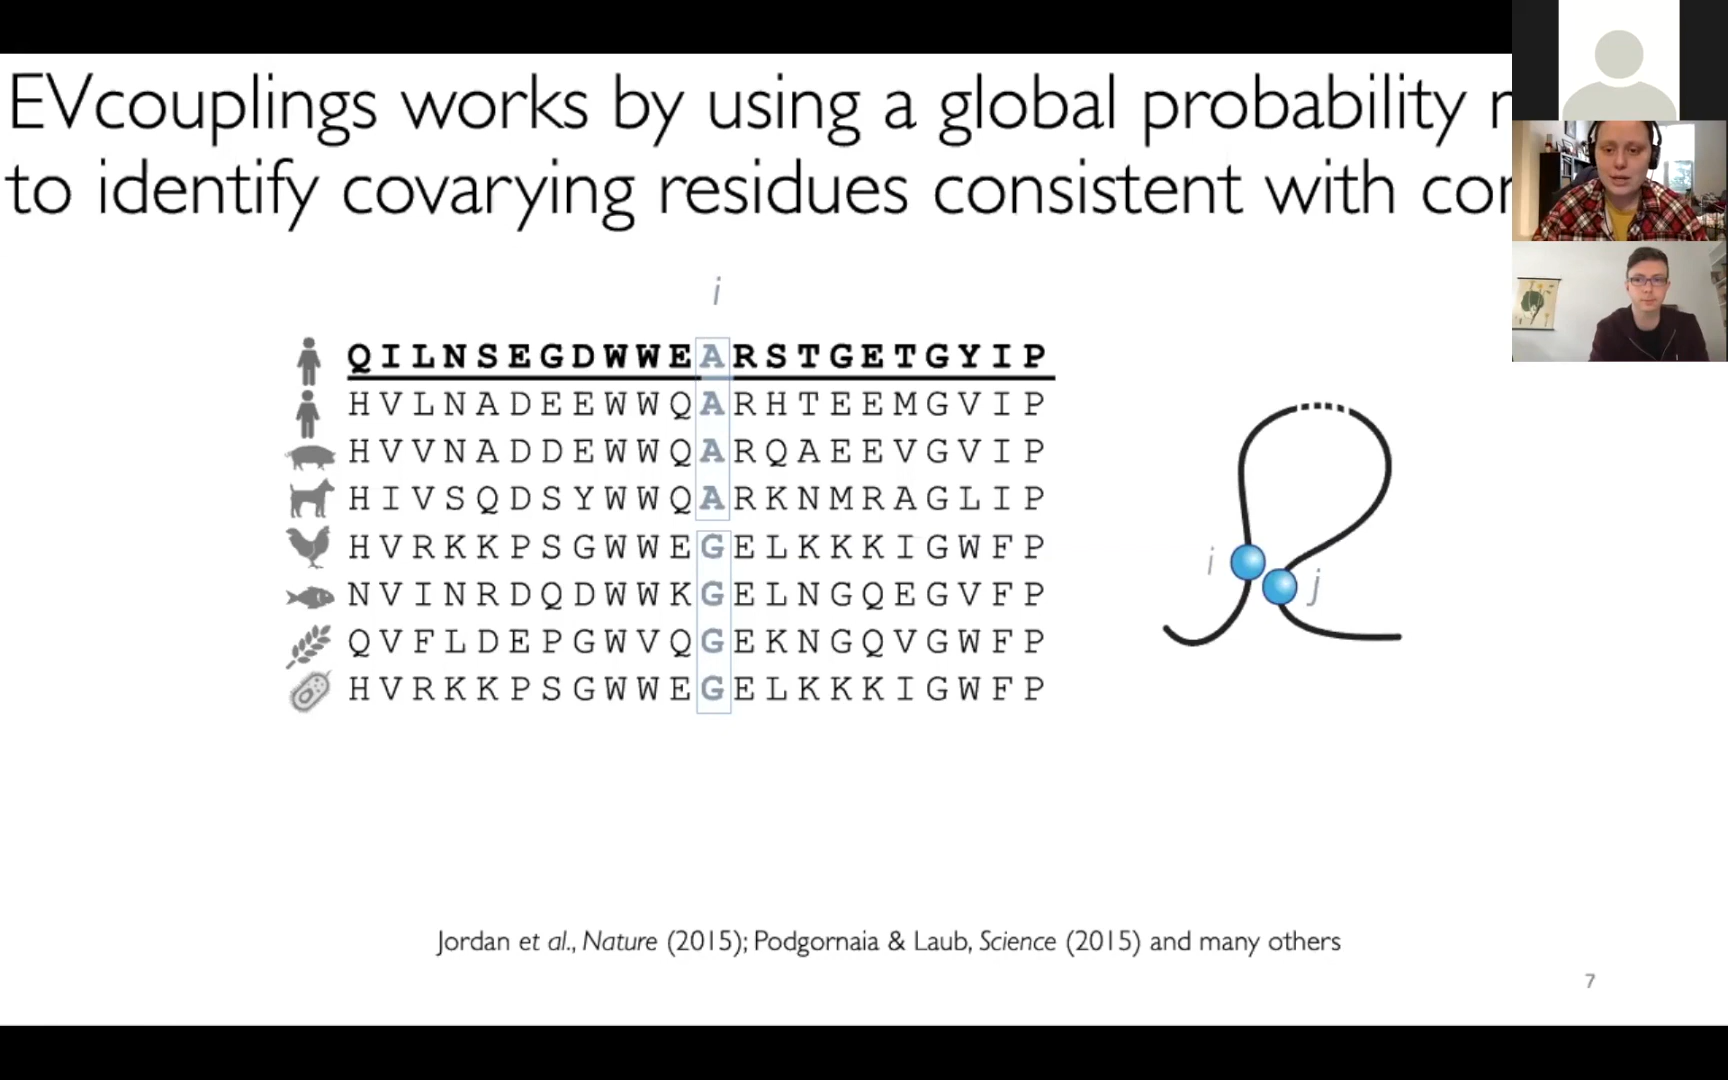 EVcouplings works by using a global probability
to identify covarying residues consistent with
i
QILNSEGDWWEARSTGETGYIP
HVLNADEEWWQARHTEEMGVIP
HVVNADDEWWQARQAEEVGVIP
HIVSQDSYWWQARKNMRAGLIP
HVRKKPSGWWEGELKKKIGWFP
NVINRDQDWWKGELNGQEGVFP
QVFLDEPGWVQGEKNGQVGWFP
HVRKKPSGWWEGELKKKIGWFP
i
j
Jordan et al., Nature (2015); Podgornaia & Laub, Science (2015) and many others
7